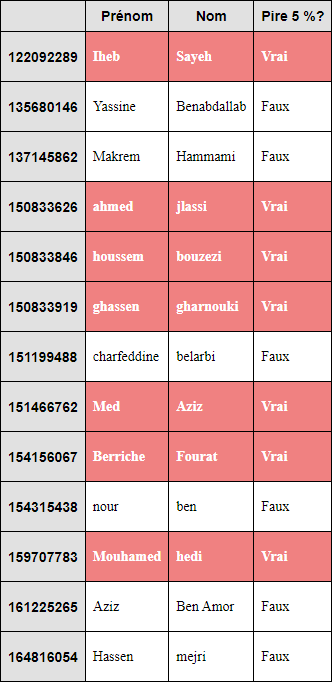 Prénom Nom Pire 5 %?
122092289 Iheb Sayeh Vrai
135680146 Yassine Benabdallab Faux
137145862 Makrem Hammami Faux
150833626 ahmed jlassi Vrai
150833846 houssem bouzezi Vrai
150833919 ghassen gharnouki Vrai
151199488 charfeddine belarbi Faux
151466762 Med Aziz Vrai
154156067 Berriche Fourat Vrai
154315438 nour ben Faux
159707783 Mouhamed hedi Vrai
161225265 Aziz Ben Amor Faux
164816054 Hassen mejri Faux